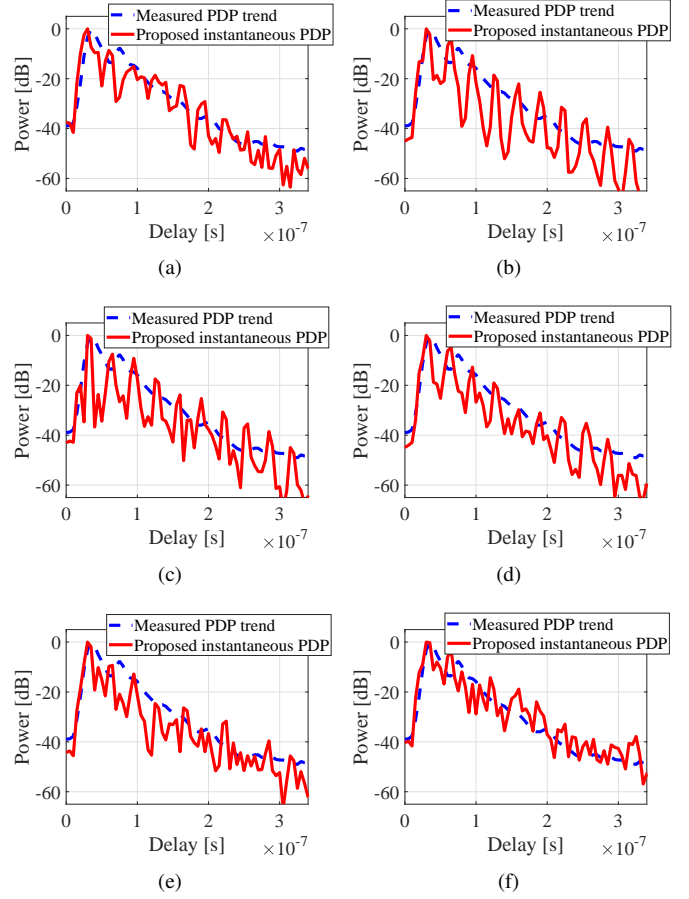 Measured PDP trend
Proposed instantaneous PDP
0
-20
-40
-60
Power [dB]
0 1 2 3
Delay [s] ×10⁻⁷
(a)
Measured PDP trend
Proposed instantaneous PDP
0
-20
-40
-60
Power [dB]
0 1 2 3
Delay [s] ×10⁻⁷
(b)
Measured PDP trend
Proposed instantaneous PDP
0
-20
-40
-60
Power [dB]
0 1 2 3
Delay [s] ×10⁻⁷
(c)
Measured PDP trend
Proposed instantaneous PDP
0
-20
-40
-60
Power [dB]
0 1 2 3
Delay [s] ×10⁻⁷
(d)
Measured PDP trend
Proposed instantaneous PDP
0
-20
-40
-60
Power [dB]
0 1 2 3
Delay [s] ×10⁻⁷
(e)
Measured PDP trend
Proposed instantaneous PDP
0
-20
-40
-60
Power [dB]
0 1 2 3
Delay [s] ×10⁻⁷
(f)